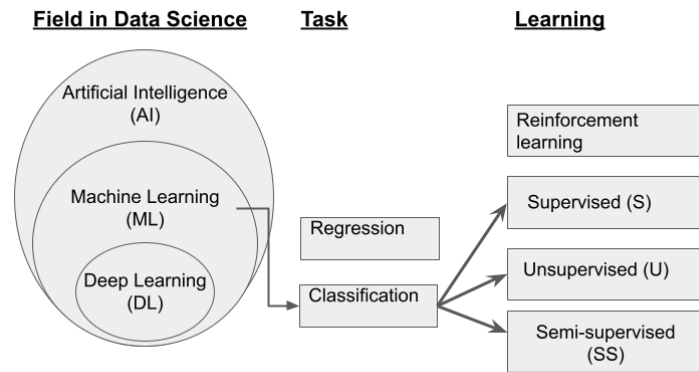 Field in Data Science
Task
Learning
Artificial Intelligence
(AI)
Machine Learning
(ML)
Deep Learning
(DL)
Regression
Classification
Reinforcement
learning
Supervised (S)
Unsupervised (U)
Semi-supervised
(SS)